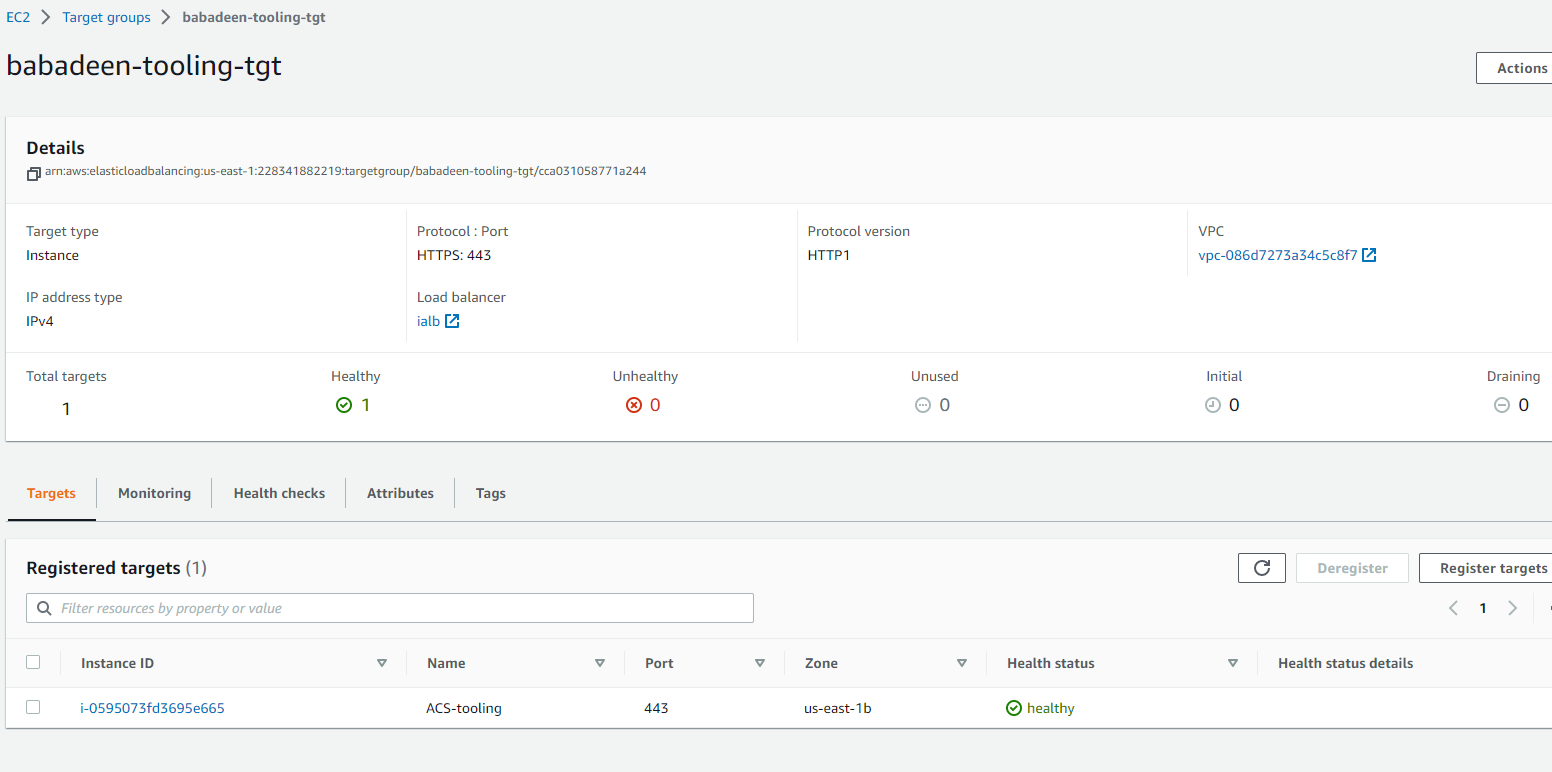 EC2 > Target groups > babadeen-tooling-tgt
babadeen-tooling-tgt
Actions
Details
arn:aws:elasticloadbalancing:us-east-1:228341882219:targetgroup/babadeen-tooling-tgt/cca031058771a244
Target type Protocol : Port Protocol version VPC
Instance HTTPS: 443 HTTP1 vpc-086d7273a34c5c8f7
IP address type Load balancer
IPv4 ialb
Total targets Healthy Unhealthy Unused Initial Draining
1 1 0 0 0 0
Targets Monitoring Health checks Attributes Tags
Registered targets (1) Deregister Register targets
Filter resources by property or value 1
Instance ID Name Port Zone Health status Health status details
i-0595073fd3695e665 ACS-tooling 443 us-east-1b healthy